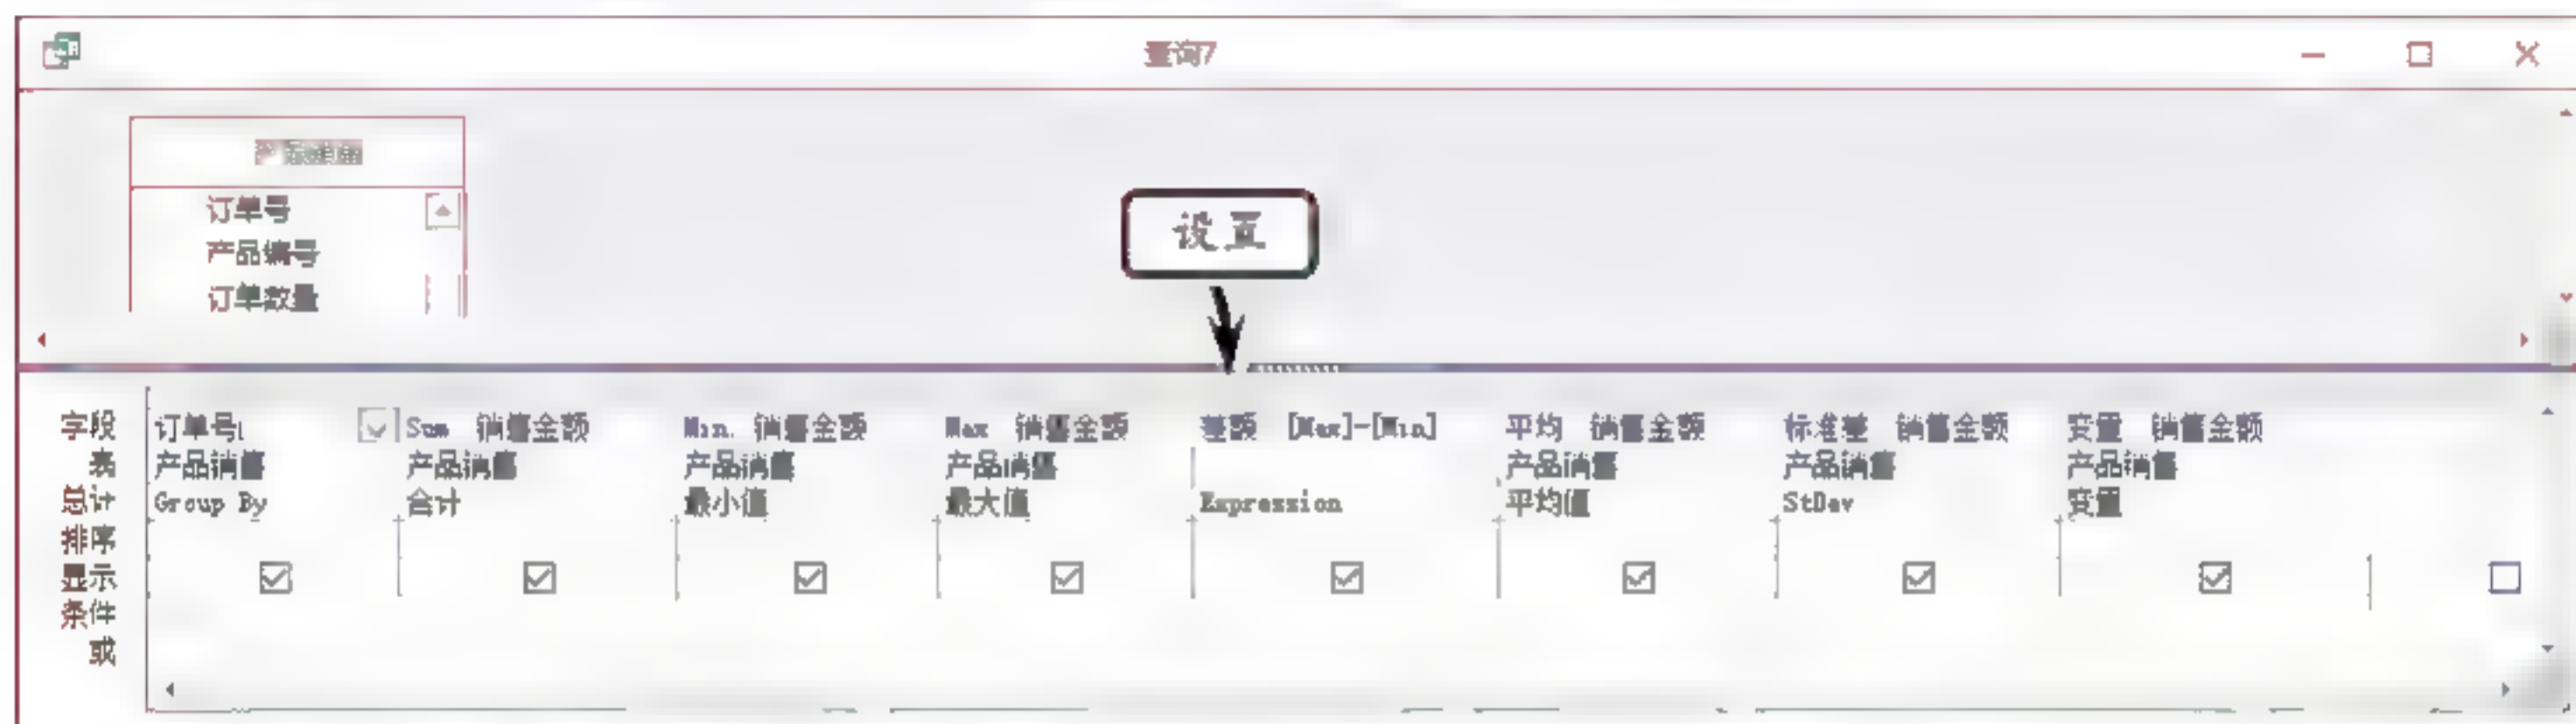 查询7
产品销售
订单号
产品编号
订单数量
设置
字段 订单号 Sum 销售金额 Min 销售金额 Max 销售金额 差额 [Max]-[Min] 平均 销售金额 标准差 销售金额 变量 销售金额
表 产品销售 产品销售 产品销售 产品销售 产品销售 产品销售 产品销售
总计 Group By 合计 最小值 最大值 Expression 平均值 StDev 变量
排序
显示
条件
或